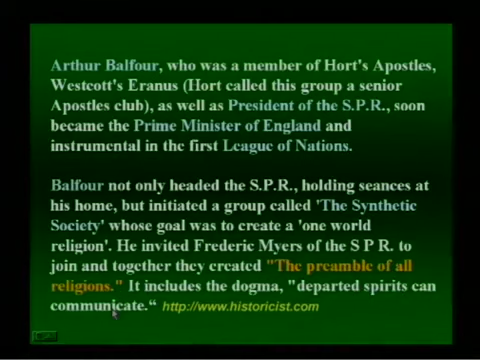 Arthur Balfour, who was a member of Hort's Apostles,
Westcott's Eranus (Hort called this group a senior
Apostles club), as well as President of the S.P.R., soon
became the Prime Minister of England and
instrumental in the first League of Nations.
Balfour not only headed the S.P.R., holding seances at
his home, but initiated a group called 'The Synthetic
Society' whose goal was to create a 'one world
religion'. He invited Frederic Myers of the S P R. to
join and together they created "The preamble of all
religions." It includes the dogma, "departed spirits can
communicate.“ http://www.historicist.com